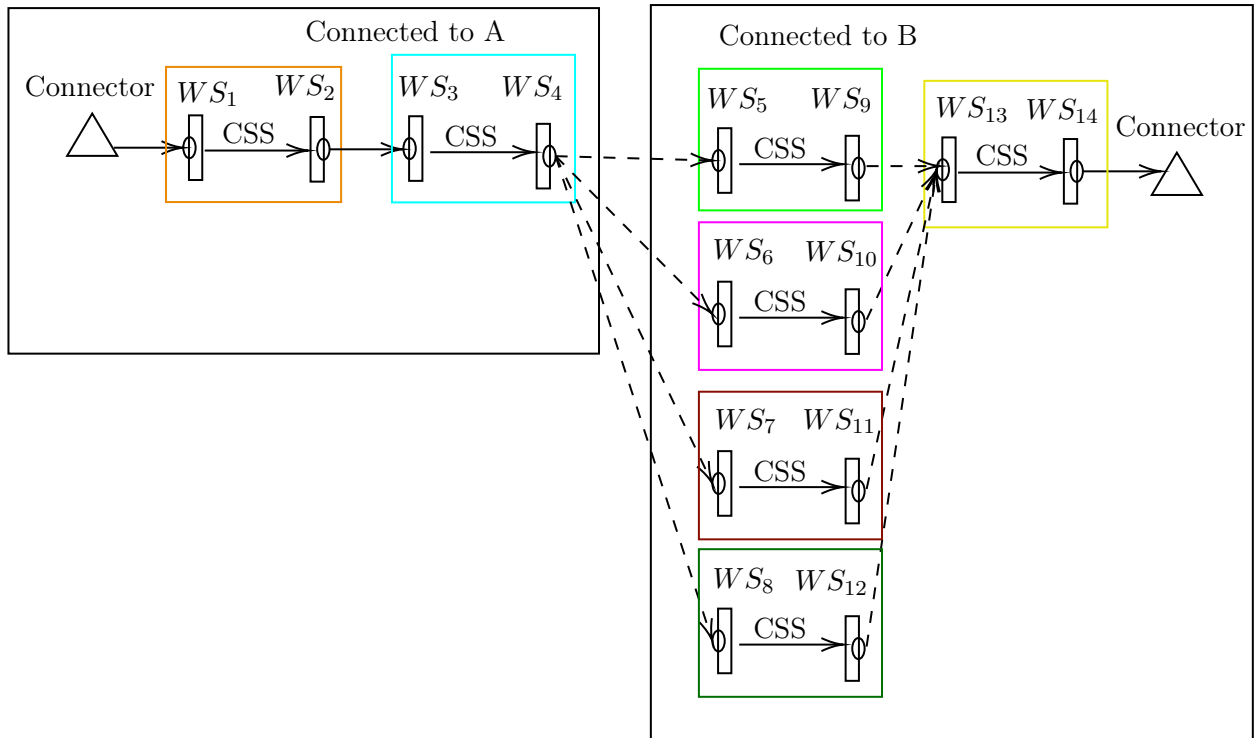 Connected to A
Connector
WS₁
WS₂
CSS
WS₃
WS₄
CSS
Connected to B
WS₅
WS₉
CSS
WS₆
WS₁₀
CSS
WS₇
WS₁₁
CSS
WS₈
WS₁₂
CSS
WS₁₃
WS₁₄
CSS
Connector